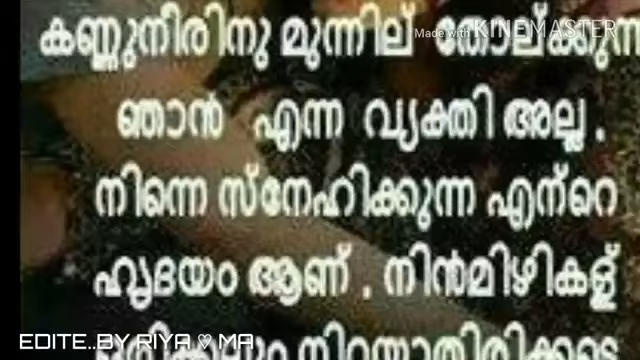 കണ്ണുനീരിനു മുന്നില്
Made with KINEMASTER
ഞാൻ എന്ന വ്യക്തി അല്ല .
നിന്നെ സ്നേഹിക്കുന്ന എന്റെ
ഹൃദയം ആണ് . നിൻമിഴികള്
EDITE..BY RIYA ♡ MA